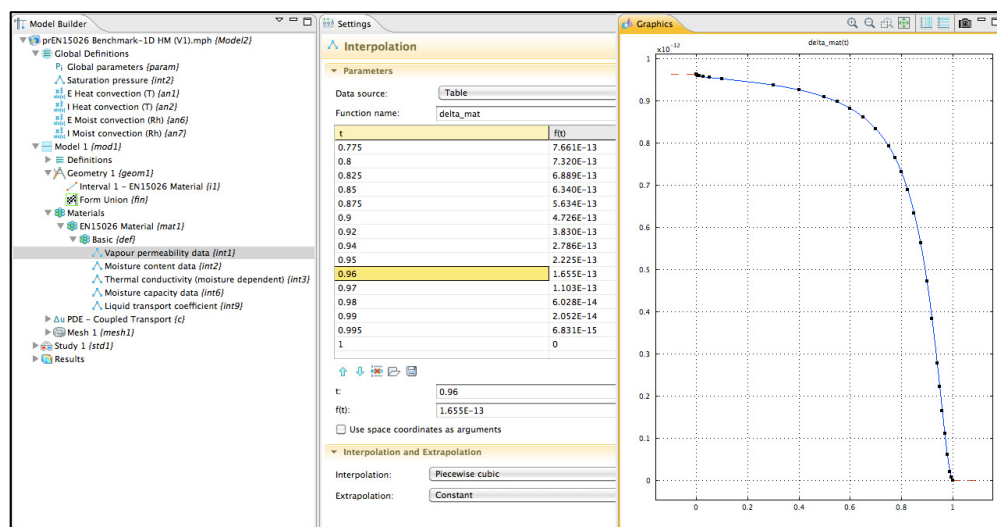 Model Builder
prEN15026 Benchmark-1D HM (V1).mph {Model2}
Global Definitions
Pi Global parameters {param}
Saturation pressure {int2}
E Heat convection (T) {an1}
I Heat convection (T) {an2}
E Moist convection (Rh) {an6}
I Moist convection (Rh) {an7}
Model 1 {mod1}
Definitions
Geometry 1 {geom1}
Interval 1 - EN15026 Material {i1}
Form Union {fin}
Materials
EN15026 Material {mat1}
Basic {def}
Vapour permeability data {int1}
Moisture content data {int2}
Thermal conductivity (moisture dependent) {int3}
Moisture capacity data {int6}
Liquid transport coefficient {int9}
Δu PDE - Coupled Transport {c}
Mesh 1 {mesh1}
Study 1 {std1}
Results
Settings
Interpolation
Parameters
Data source: Table
Function name: delta_mat
t f(t)
0.775 7.661E-13
0.8 7.320E-13
0.825 6.889E-13
0.85 6.340E-13
0.875 5.634E-13
0.9 4.726E-13
0.92 3.830E-13
0.94 2.786E-13
0.95 2.225E-13
0.96 1.655E-13
0.97 1.103E-13
0.98 6.028E-14
0.99 2.052E-14
0.995 6.831E-15
1 0
t: 0.96
f(t): 1.655E-13
Use space coordinates as arguments
Interpolation and Extrapolation
Interpolation: Piecewise cubic
Extrapolation: Constant
Graphics
delta_mat(t)
x10^-12
1
0.9
0.8
0.7
0.6
0.5
0.4
0.3
0.2
0.1
0
0 0.2 0.4 0.6 0.8 1